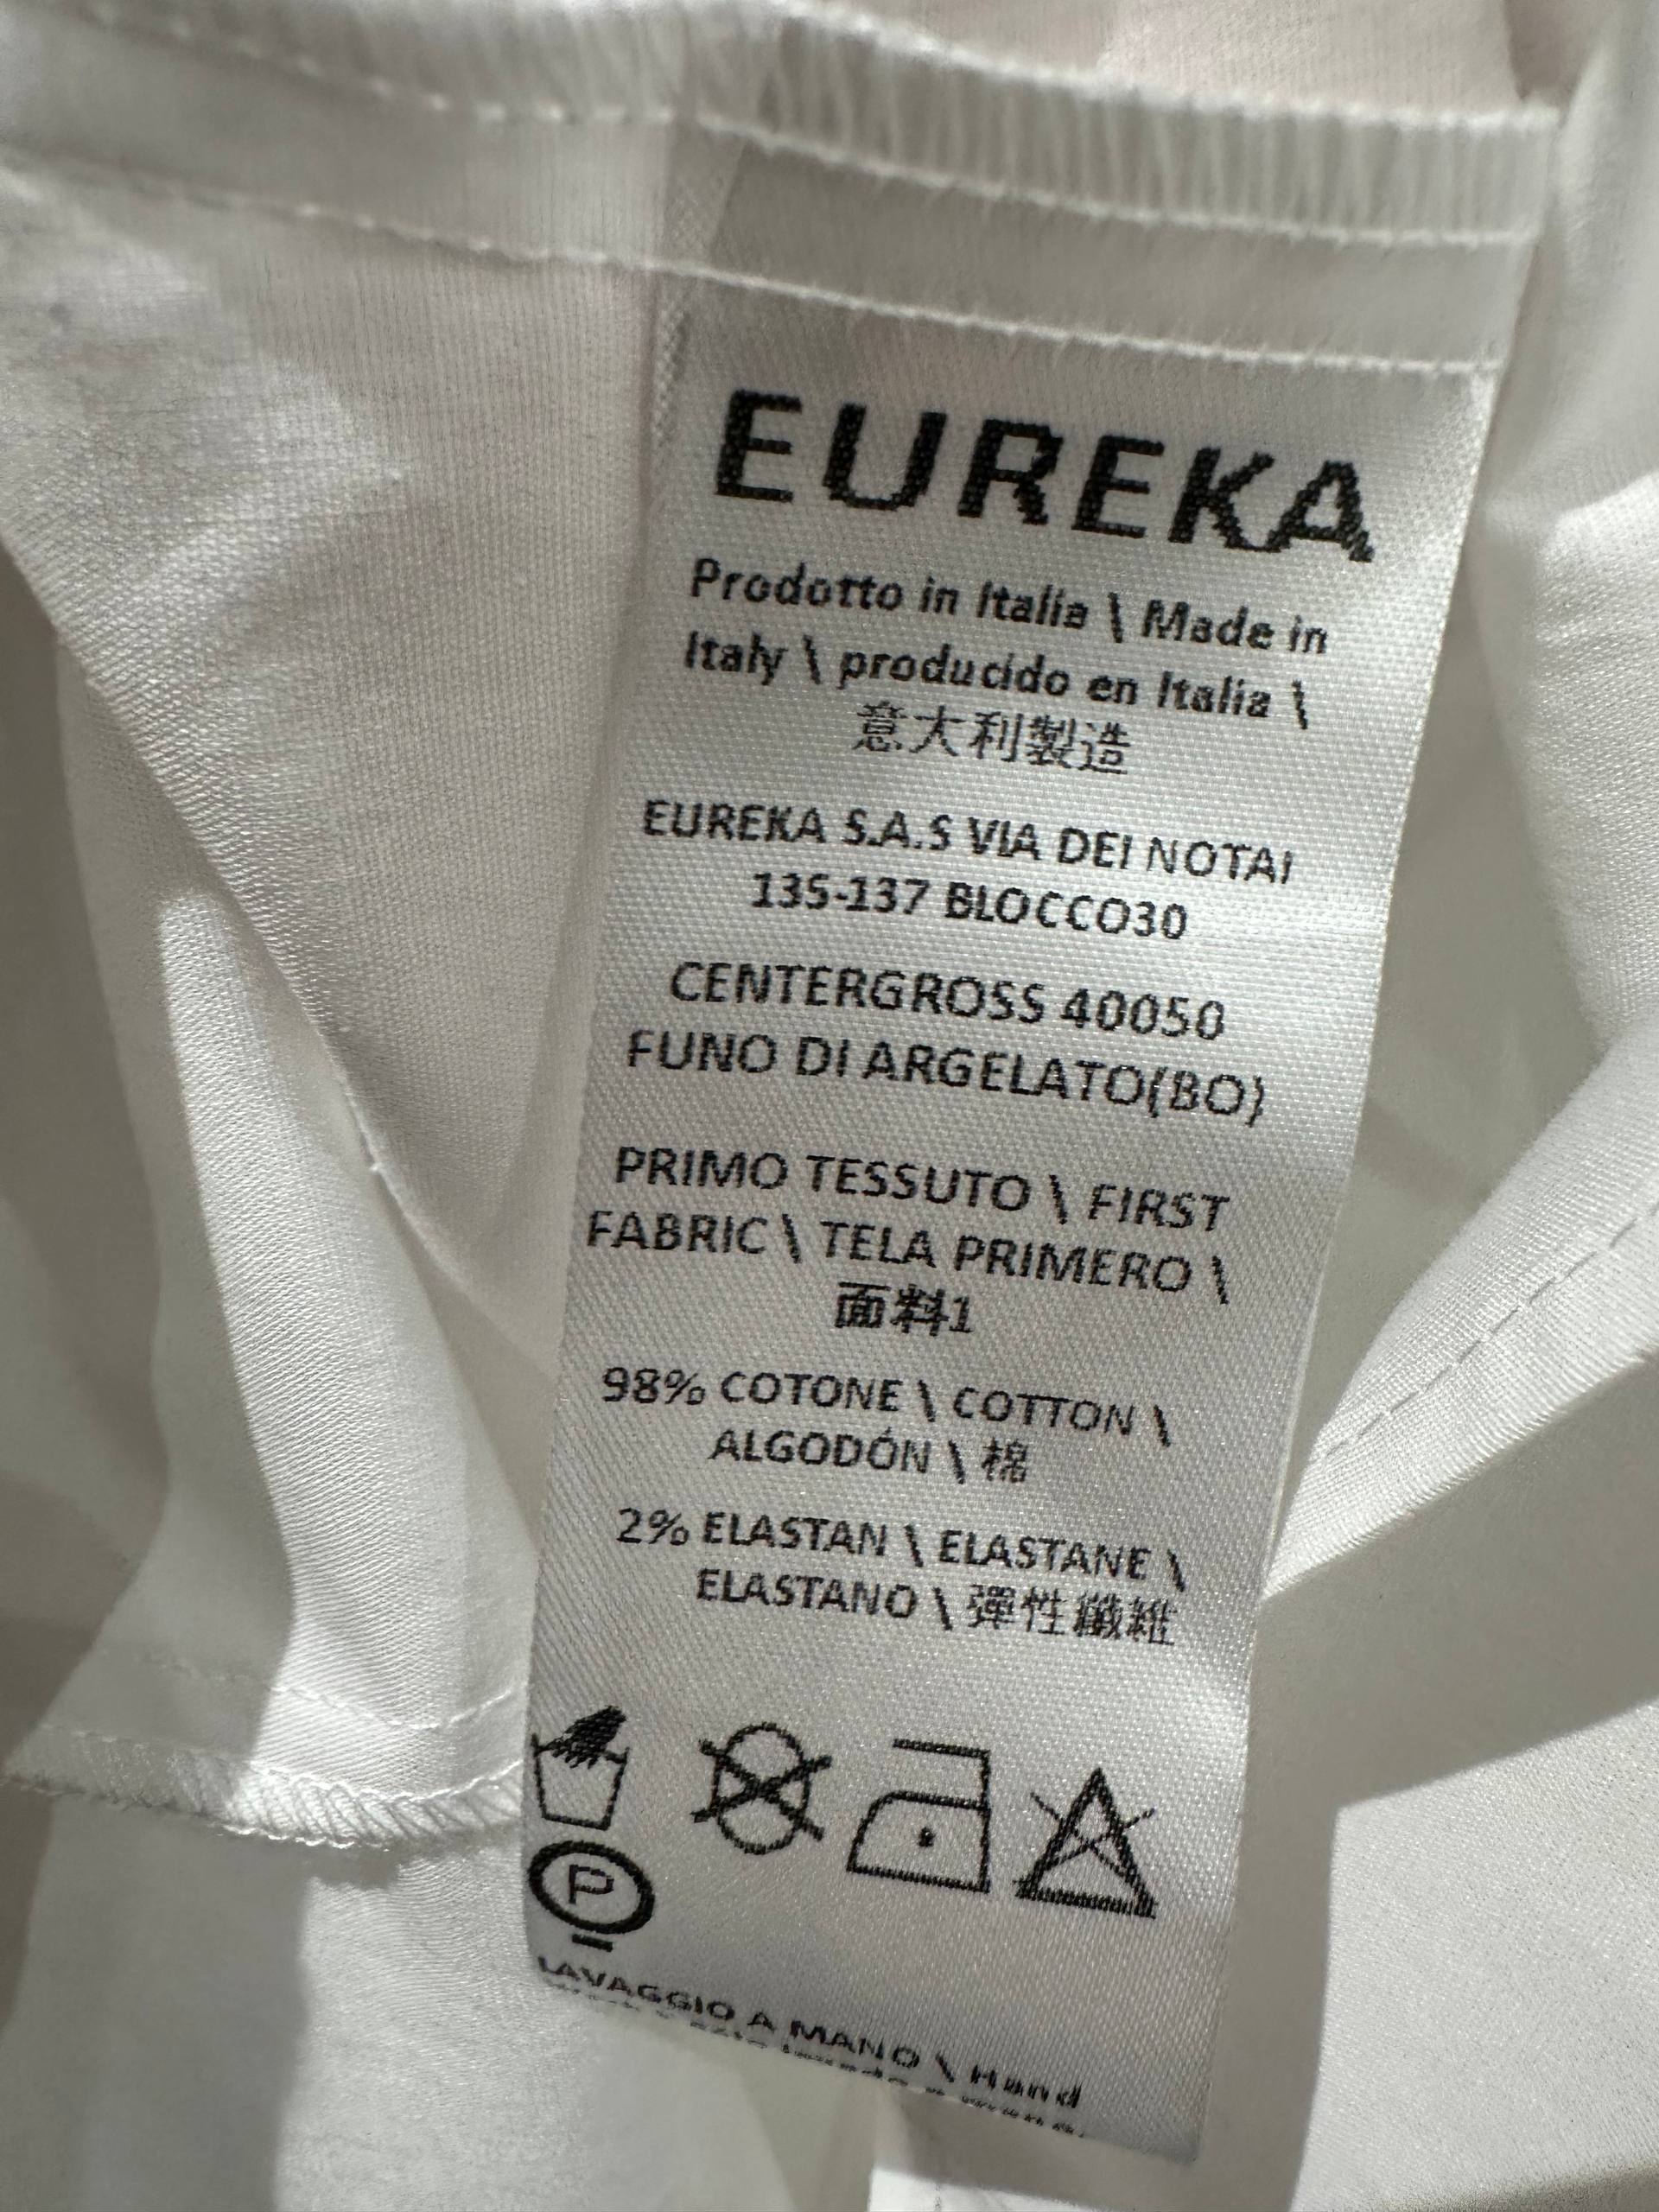 EUREKA
Prodotto in Italia \ Made in
Italy \ producido en Italia \
意大利製造
EUREKA S.A.S VIA DEI NOTAI
135-137 BLOCCO30
CENTERGROSS 40050
FUNO DI ARGELATO(BO)
PRIMO TESSUTO \ FIRST
FABRIC \ TELA PRIMERO \
面料1
98% COTONE \ COTTON \
ALGODÓN \ 棉
2% ELASTAN \ ELASTANE \
ELASTANO \ 彈性纖維
P
LAVAGGIO A MANO \ Hand